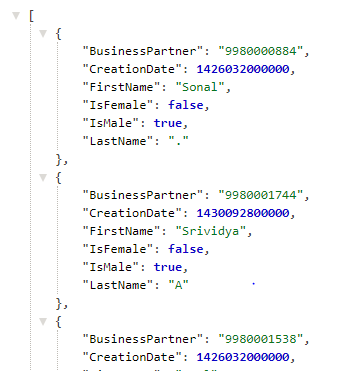 [
{
"BusinessPartner": "9980000884",
"CreationDate": 1426032000000,
"FirstName": "Sonal",
"IsFemale": false,
"IsMale": true,
"LastName": "."
},
{
"BusinessPartner": "9980001744",
"CreationDate": 1430092800000,
"FirstName": "Srividya",
"IsFemale": false,
"IsMale": true,
"LastName": "A"
},
{
"BusinessPartner": "9980001538",
"CreationDate": 1426032000000,